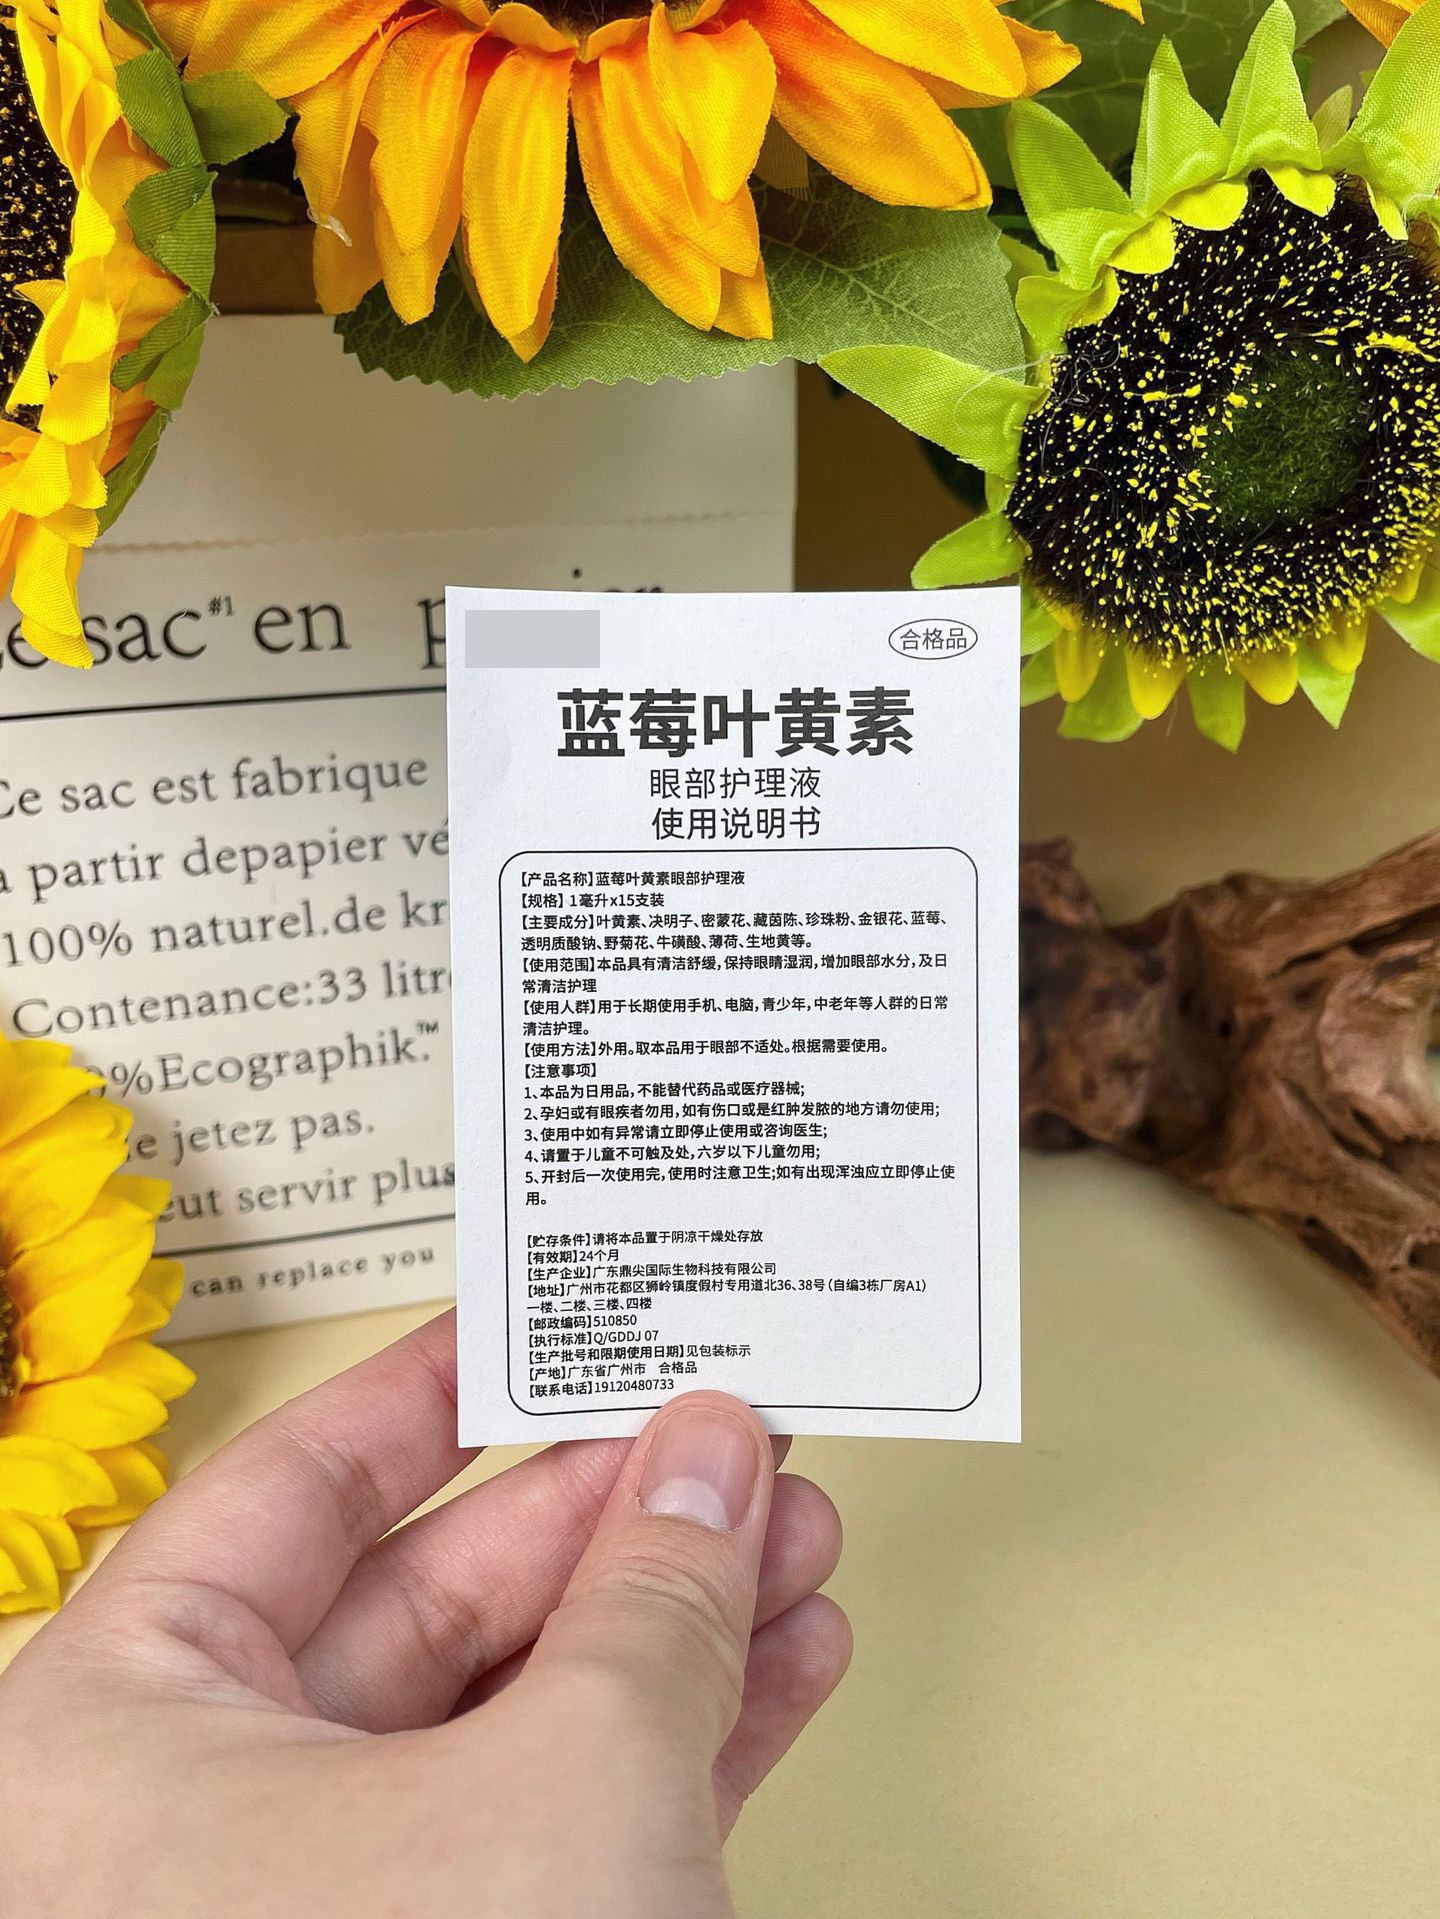 Ce sac#1 en
Ce sac est fabrique
a partir depapier vé
100% naturel.de kr
Contenance:33 litr
%Ecographik.™
jetez pas.
servir plus
can replace you
合格品
蓝莓叶黄素
眼部护理液
使用说明书
【产品名称】蓝莓叶黄素眼部护理液
【规格】 1毫升x15支装
【主要成分】叶黄素、决明子、密蒙花、藏茵陈、珍珠粉、金银花、蓝莓、
透明质酸钠、野菊花、牛磺酸、薄荷、生地黄等。
【使用范围】本品具有清洁舒缓,保持眼睛湿润,增加眼部水分,及日
常清洁护理
【使用人群】用于长期使用手机、电脑,青少年,中老年等人群的日常
清洁护理。
【使用方法】外用。取本品用于眼部不适处。根据需要使用。
【注意事项】
1、本品为日用品,不能替代药品或医疗器械;
2、孕妇或有眼疾者勿用,如有伤口或是红肿发脓的地方请勿使用;
3、使用中如有异常请立即停止使用或咨询医生;
4、请置于儿童不可触及处,六岁以下儿童勿用;
5、开封后一次使用完,使用时注意卫生;如有出现浑浊应立即停止使
用。
【贮存条件】请将本品置于阴凉干燥处存放
【有效期】24个月
【生产企业】广东鼎尖国际生物科技有限公司
【地址】广州市花都区狮岭镇度假村专用道北36、38号(自编3栋厂房A1)
一楼、二楼、三楼、四楼
【邮政编码】510850
【执行标准】Q/GDDJ 07
【生产批号和限期使用日期】见包装标示
【产地】广东省广州市 合格品
【联系电话】19120480733